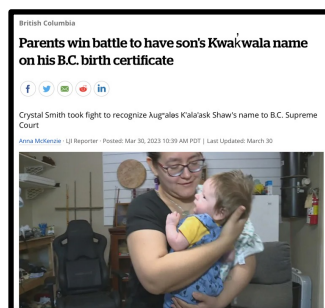 British Columbia
Parents win battle to have son's Kwak̓wala name
on his B.C. birth certificate
Crystal Smith took fight to recognize λugʷaləs K'ala'ask Shaw's name to B.C. Supreme
Court
Anna McKenzie · LJI Reporter · Posted: Mar 30, 2023 10:39 AM PDT | Last Updated: March 30